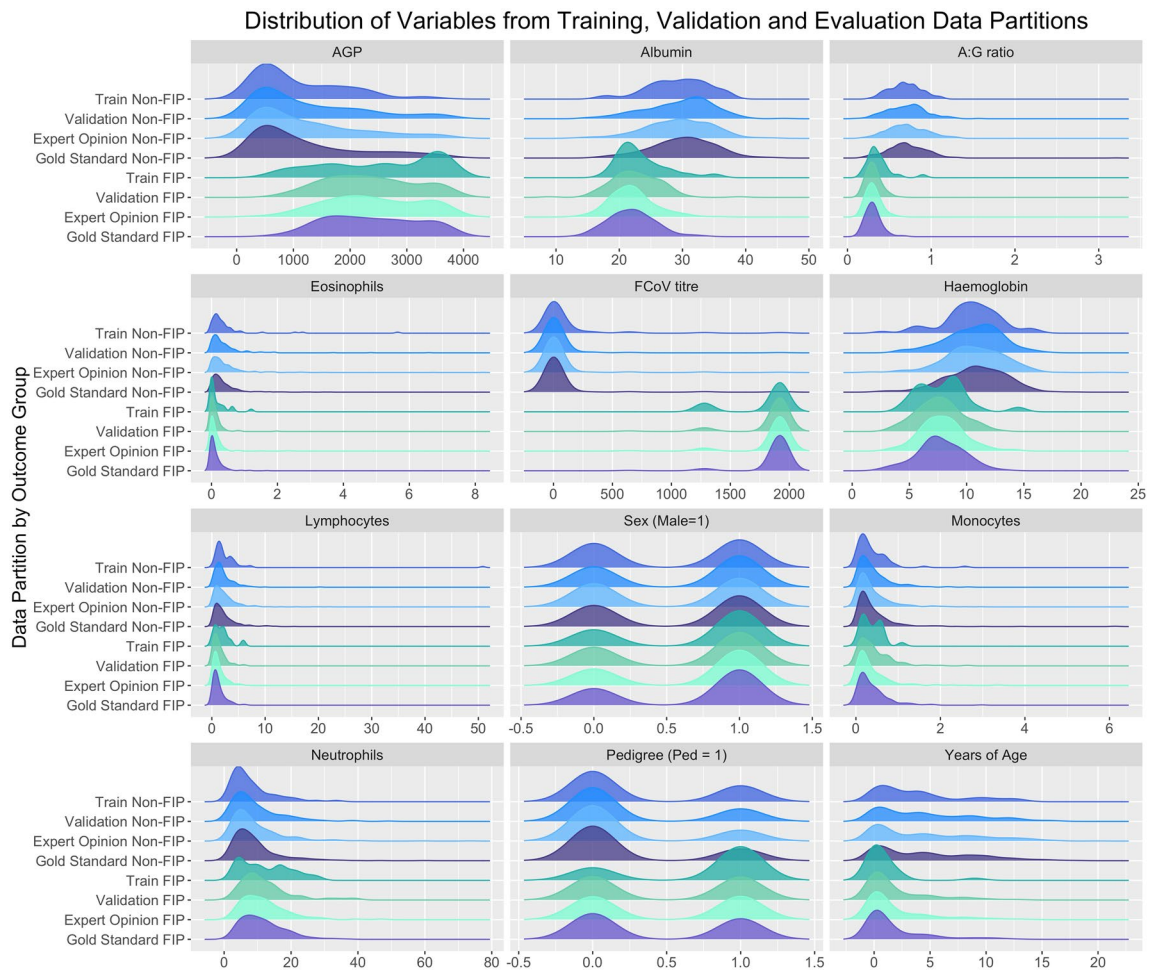 Distribution of Variables from Training, Validation and Evaluation Data Partitions
Data Partition by Outcome Group
AGP Albumin A:G ratio
Train Non-FIP
Validation Non-FIP
Expert Opinion Non-FIP
Gold Standard Non-FIP
Train FIP
Validation FIP
Expert Opinion FIP
Gold Standard FIP
0 1000 2000 3000 4000 10 20 30 40 50 0 1 2 3
Eosinophils FCoV titre Haemoglobin
Train Non-FIP
Validation Non-FIP
Expert Opinion Non-FIP
Gold Standard Non-FIP
Train FIP
Validation FIP
Expert Opinion FIP
Gold Standard FIP
0 2 4 6 8 0 500 1000 1500 2000 0 5 10 15 20 25
Lymphocytes Sex (Male=1) Monocytes
Train Non-FIP
Validation Non-FIP
Expert Opinion Non-FIP
Gold Standard Non-FIP
Train FIP
Validation FIP
Expert Opinion FIP
Gold Standard FIP
0 10 20 30 40 50 -0.5 0.0 0.5 1.0 1.5 0 2 4 6
Neutrophils Pedigree (Ped = 1) Years of Age
Train Non-FIP
Validation Non-FIP
Expert Opinion Non-FIP
Gold Standard Non-FIP
Train FIP
Validation FIP
Expert Opinion FIP
Gold Standard FIP
0 20 40 60 80 -0.5 0.0 0.5 1.0 1.5 0 5 10 15 20